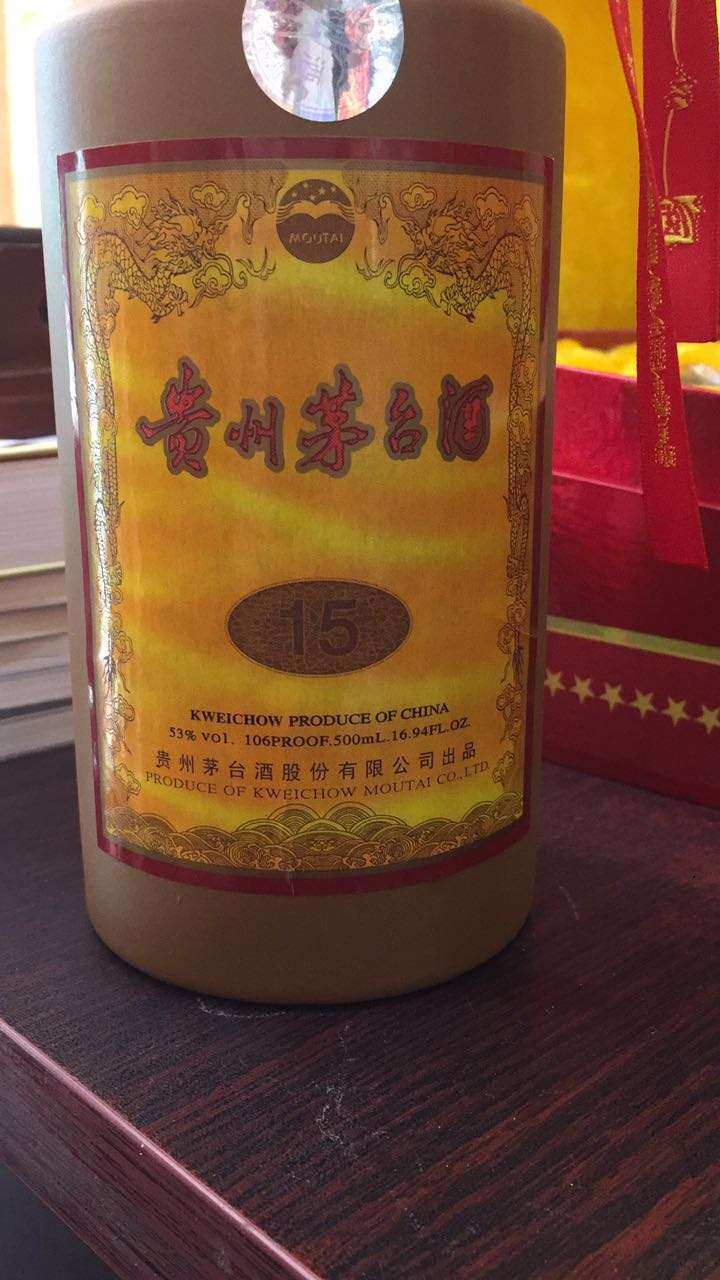 MOUTAI
贵州茅台酒
15
KWEICHOW PRODUCE OF CHINA
53% vol. 106PROOF.500mL.16.94FL.OZ.
贵州茅台酒股份有限公司出品
PRODUCE OF KWEICHOW MOUTAI CO.,LTD.